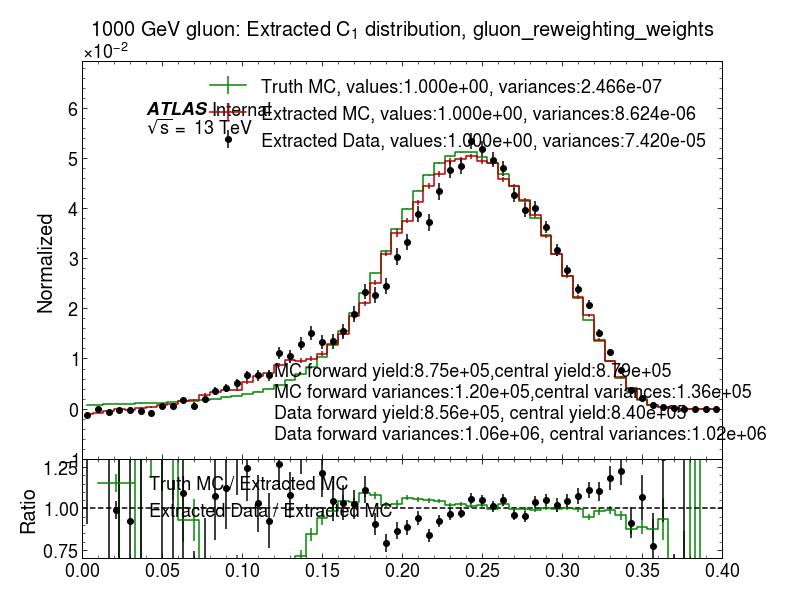 1000 GeV gluon: Extracted C₁ distribution, gluon_reweighting_weights
×10⁻²
Truth MC, values:1.000e+00, variances:2.466e-07
ATLAS Internal
Extracted MC, values:1.000e+00, variances:8.624e-06
√s = 13 TeV
Extracted Data, values:1.000e+00, variances:7.420e-05
Normalized
6
5
4
3
2
1
0
MC forward yield:8.75e+05,central yield:8.79e+05
MC forward variances:1.20e+05,central variances:1.36e+05
Data forward yield:8.56e+05, central yield:8.40e+05
Data forward variances:1.06e+06, central variances:1.02e+06
Ratio
1.25
1.00
0.75
Truth MC / Extracted MC
Extracted Data / Extracted MC
0.00 0.05 0.10 0.15 0.20 0.25 0.30 0.35 0.40